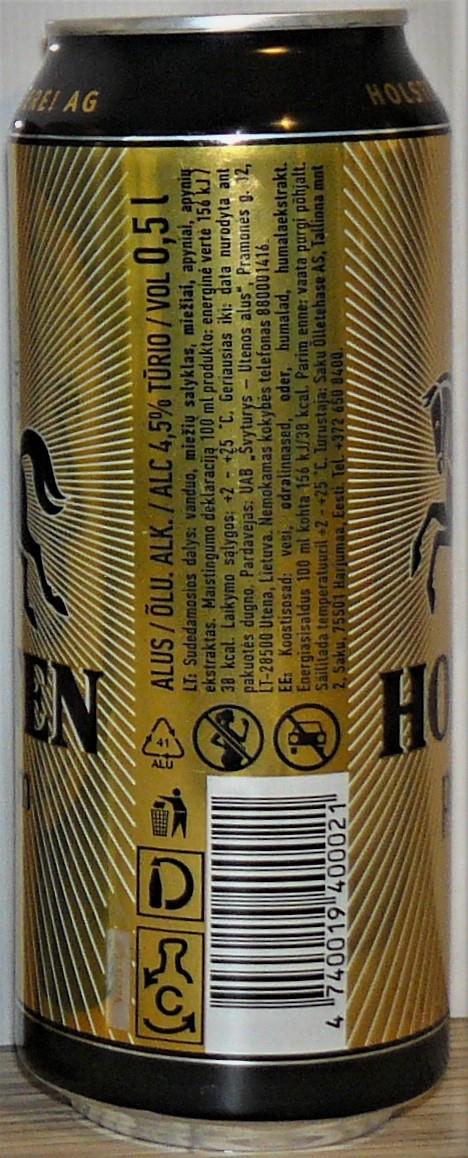 REI AG
HOLST
EN
HO
ALUS / ÕLU. ALK. / ALC 4,5% TŪRIO / VOL 0,5 l
LT: Sudedamosios dalys: vanduo, miežių salyklas, miežiai, apyniai, apynių
ekstraktas. Maistingumo deklaracija 100 ml produkto: energinė vertė 156 kJ /
38 kcal. Laikymo sąlygos: +2 - +25 °C. Geriausias iki: data nurodyta ant
pakuotės dugno. Pardavėjas: UAB „Švyturys – Utenos alus“, Pramonės g. 12,
LT-28500 Utena, Lietuva. Nemokamas kokybės telefonas 880001416.
EE: Koostisosad: vesi, odralinnased, oder, humalad, humalaekstrakt.
Energiasisaldus 100 ml kohta 156 kJ/38 kcal. Parim enne: vaata purgi põhjalt.
Säilitada temperatuuril +2 - +25 °C. Turustaja: Saku Õlletehase AS, Tallinna mnt
2, Saku, 75501 Harjumaa, Eesti. Tel. +372 650 8400.
41
ALU
4 740019 400021